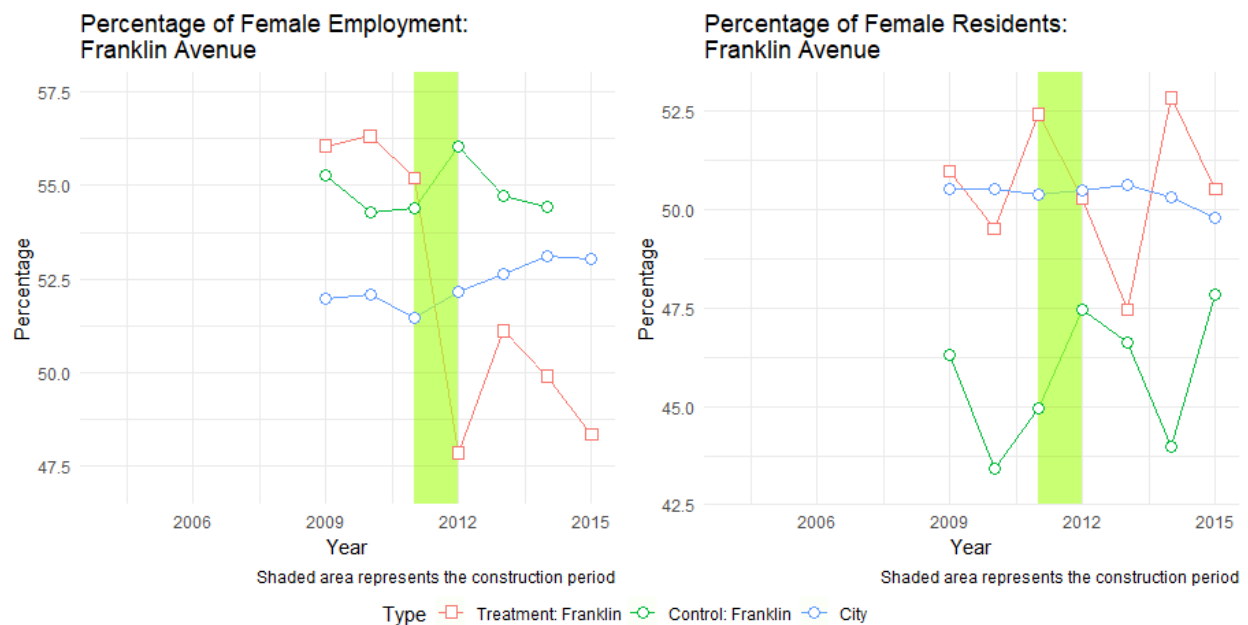 Percentage of Female Employment:
Franklin Avenue
57.5
55.0
52.5
50.0
47.5
Percentage
2006 2009 2012 2015
Year
Shaded area represents the construction period
Percentage of Female Residents:
Franklin Avenue
52.5
50.0
47.5
45.0
42.5
Percentage
2006 2009 2012 2015
Year
Shaded area represents the construction period
Type Treatment: Franklin Control: Franklin City